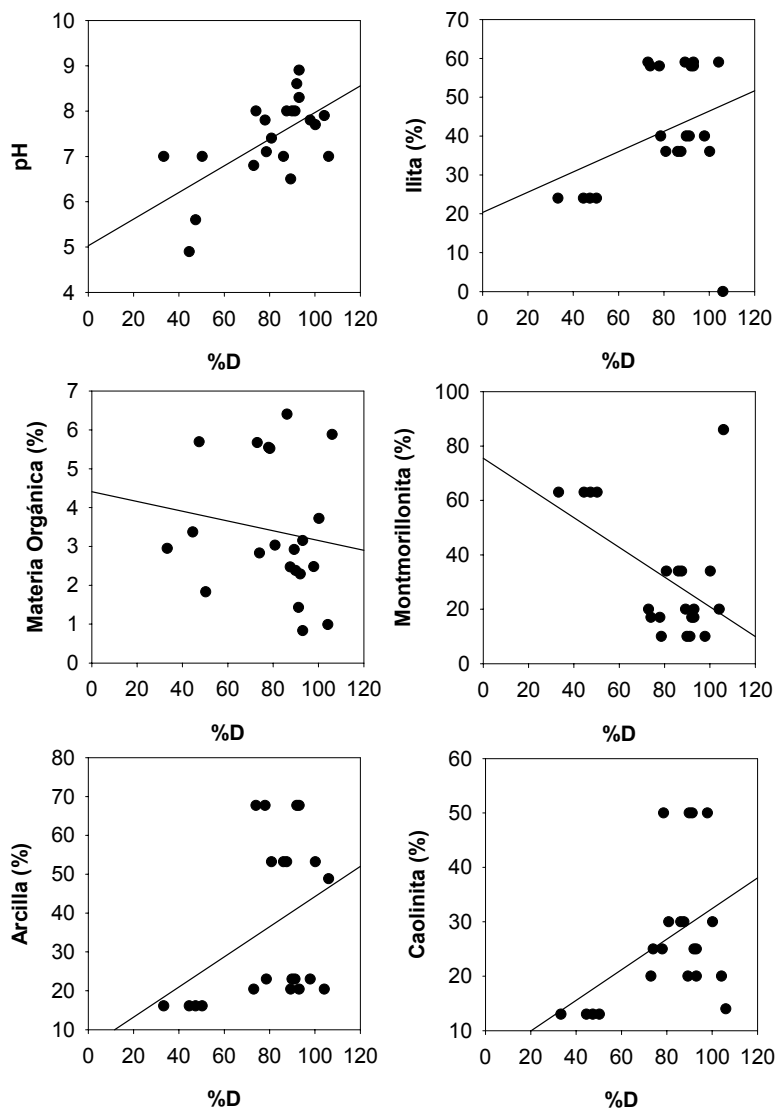 pH
10
9
8
7
6
5
4
0 20 40 60 80 100 120
%D
Ilita (%)
70
60
50
40
30
20
10
0
0 20 40 60 80 100 120
%D
Materia Orgánica (%)
7
6
5
4
3
2
1
0
0 20 40 60 80 100 120
%D
Montmorillonita (%)
100
80
60
40
20
0
0 20 40 60 80 100 120
%D
Arcilla (%)
80
70
60
50
40
30
20
10
0 20 40 60 80 100 120
%D
Caolinita (%)
60
50
40
30
20
10
0 20 40 60 80 100 120
%D